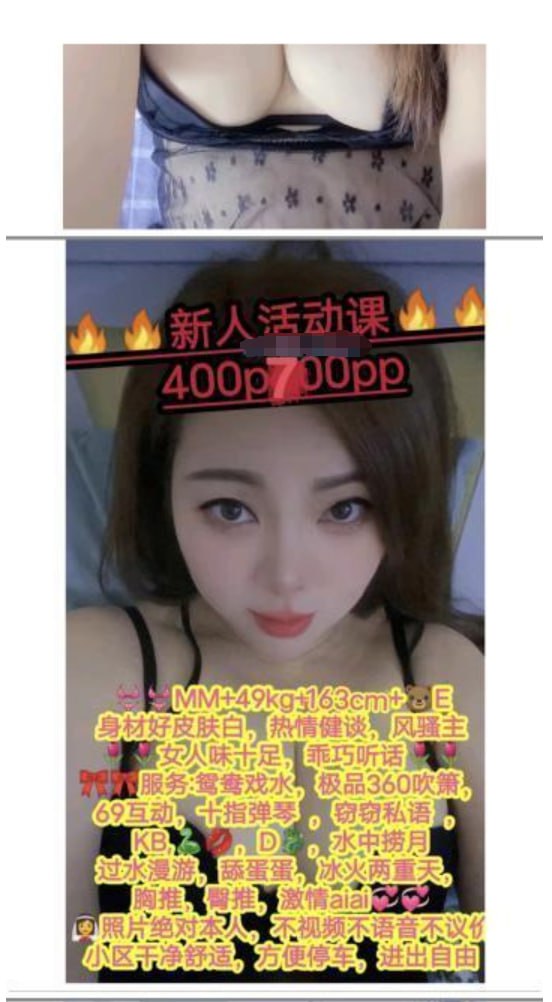 🔥🔥新人活动课🔥🔥
400p700pp
👙👙MM+49kg+163cm+🐻E
身材好皮肤白，热情健谈，风骚主
🌷🌷女人味十足，乖巧听话🌷🌷
🎀🎀服务:鸳鸯戏水，极品360吹箫，
69互动，十指弹琴，窃窃私语，
KB，🐍💋，D🐉，水中捞月
过水漫游，舔蛋蛋，冰火两重天，
胸推，臀推，激情aiai💞💞
👰照片绝对本人，不视频不语音不议价
小区干净舒适，方便停车，进出自由